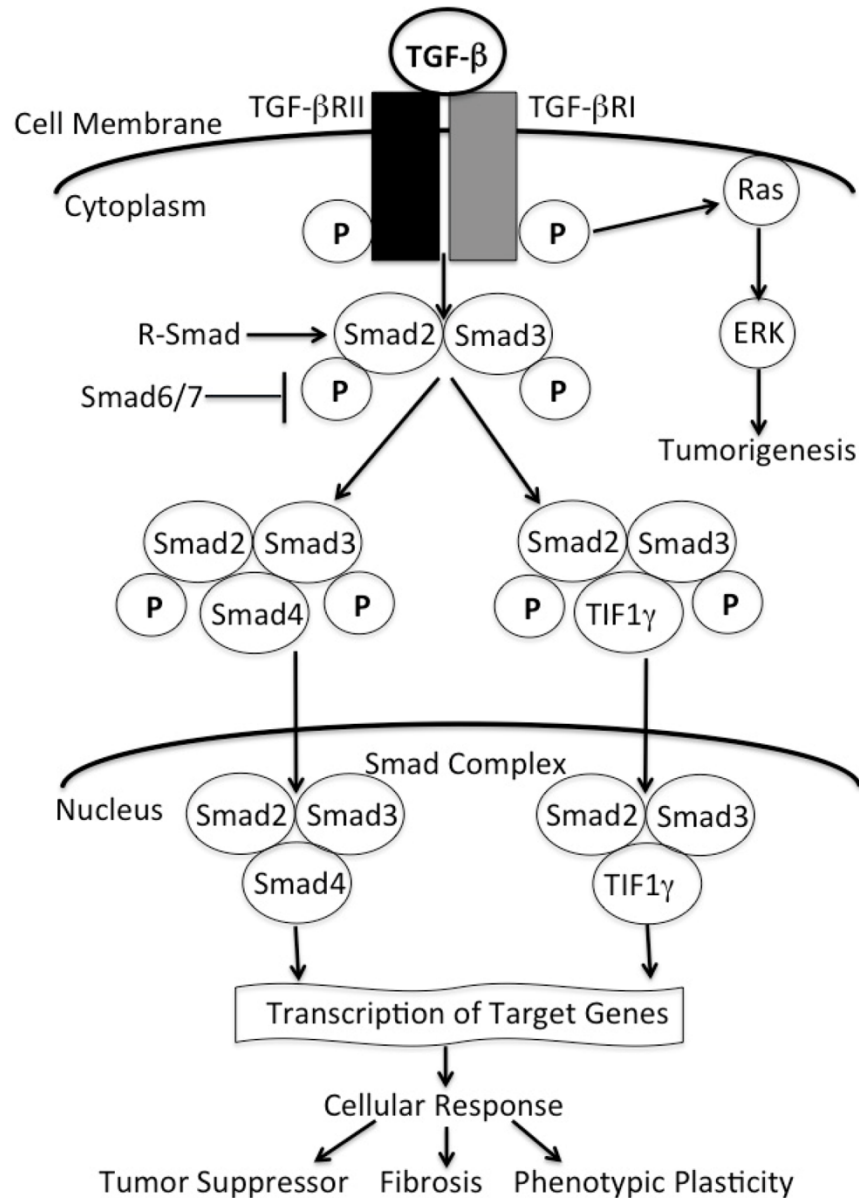 TGF-β
TGF-βRII
TGF-βRI
Cell Membrane
Cytoplasm
Ras
P
P
R-Smad
Smad2
Smad3
ERK
Smad6/7
P
P
Tumorigenesis
Smad2
Smad3
Smad2
Smad3
P
Smad4
P
P
TIF1γ
P
Smad Complex
Nucleus
Smad2
Smad3
Smad2
Smad3
Smad4
TIF1γ
Transcription of Target Genes
Cellular Response
Tumor Suppressor
Fibrosis
Phenotypic Plasticity